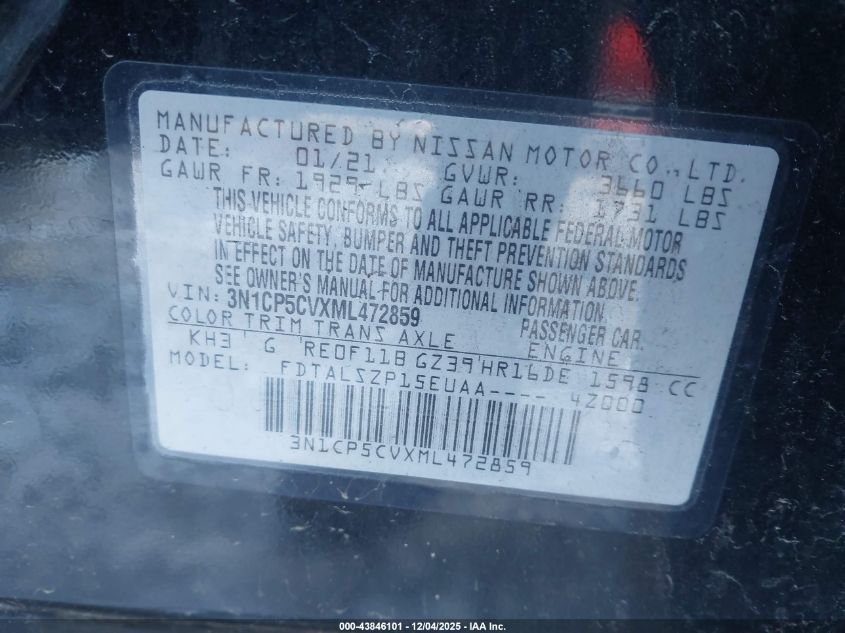 MANUFACTURED BY NISSAN MOTOR CO., LTD.
DATE: 01/21 GVWR: 3660 LBS
GAWR FR: 1929 LBS GAWR RR: 1731 LBS
THIS VEHICLE CONFORMS TO ALL APPLICABLE FEDERAL MOTOR
VEHICLE SAFETY, BUMPER AND THEFT PREVENTION STANDARDS
IN EFFECT ON THE DATE OF MANUFACTURE SHOWN ABOVE.
SEE OWNER'S MANUAL FOR ADDITIONAL INFORMATION.
VIN: 3N1CP5CVXML472859 PASSENGER CAR.
COLOR TRIM TRANS AXLE ENGINE
KH3 G RE0F11B GZ39 HR16DE 1598 CC
MODEL: FDTALSZP15EUAA---- 4Z000
3N1CP5CVXML472859
000-43846101 - 12/04/2025 - IAA Inc.